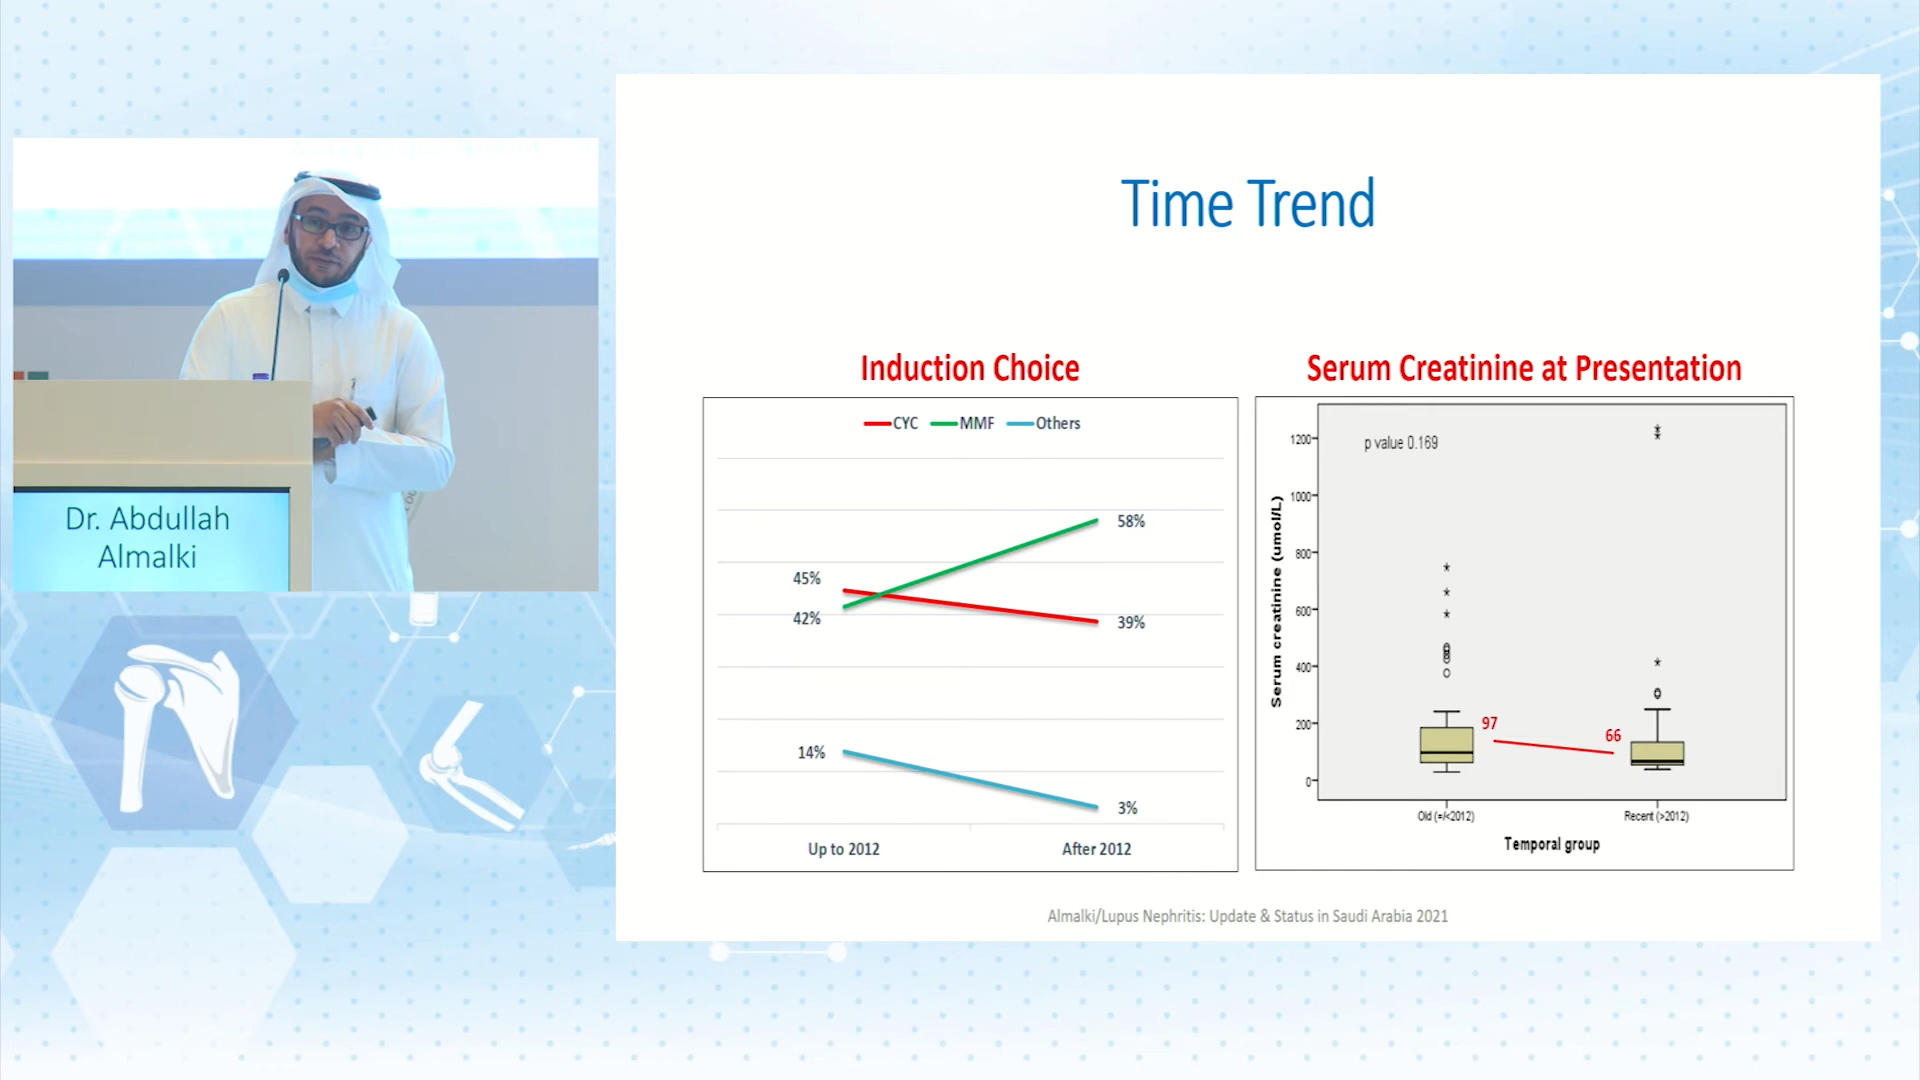 Time Trend
Induction Choice
CYC MMF Others
58%
45%
42%
39%
14%
3%
Up to 2012 After 2012
Serum Creatinine at Presentation
p value 0.169
Serum creatinine (umol/L)
1200
1000
800
600
400
200
0
97
66
Old (=/<2012) Recent (>2012)
Temporal group
Almalki/Lupus Nephritis: Update & Status in Saudi Arabia 2021
Dr. Abdullah
Almalki